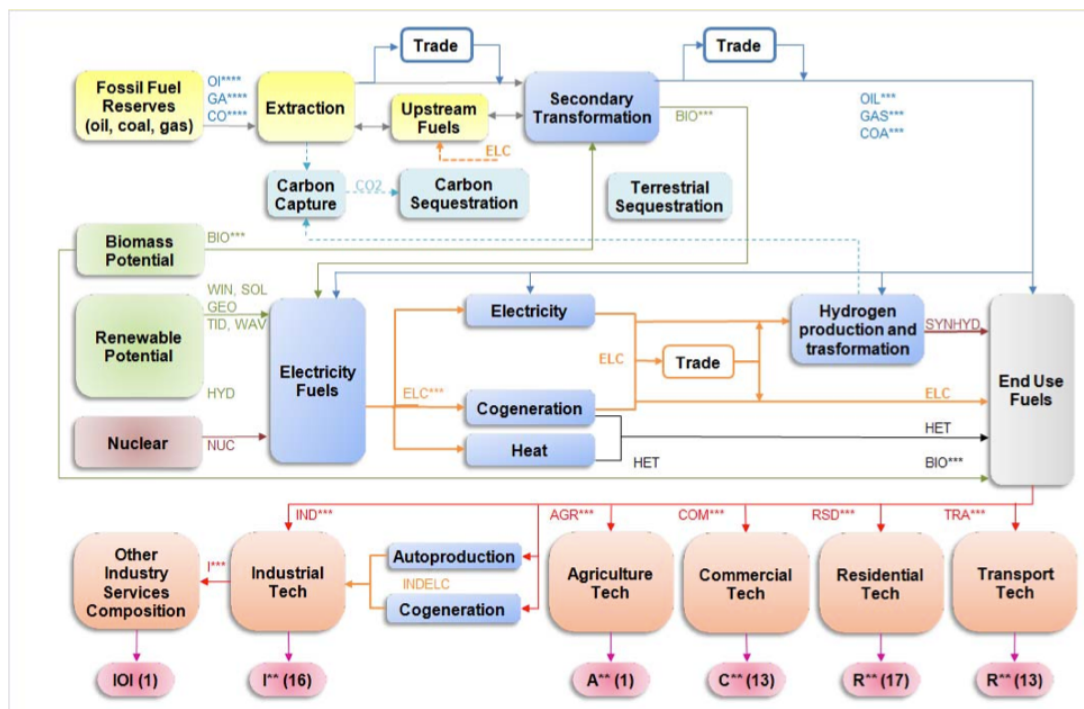 Trade
Trade
Fossil Fuel
Reserves
(oil, coal, gas)
OI****
GA****
CO****
Extraction
Upstream
Fuels
ELC
Secondary
Transformation
BIO***
OIL***
GAS***
COA***
Carbon
Capture
CO2
Carbon
Sequestration
Terrestrial
Sequestration
Biomass
Potential
BIO***
Renewable
Potential
WIN, SOL
GEO
TID, WAV
HYD
Nuclear
NUC
Electricity
Fuels
ELC***
Electricity
Cogeneration
Heat
ELC
Trade
HET
Hydrogen
production and
trasformation
SYNHYD
ELC
HET
BIO***
End Use
Fuels
IND***
AGR***
COM***
RSD***
TRA***
Other
Industry
Services
Composition
I***
Industrial
Tech
Autoproduction
INDELC
Cogeneration
Agriculture
Tech
Commercial
Tech
Residential
Tech
Transport
Tech
IOI (1)
I** (16)
A** (1)
C** (13)
R** (17)
R** (13)